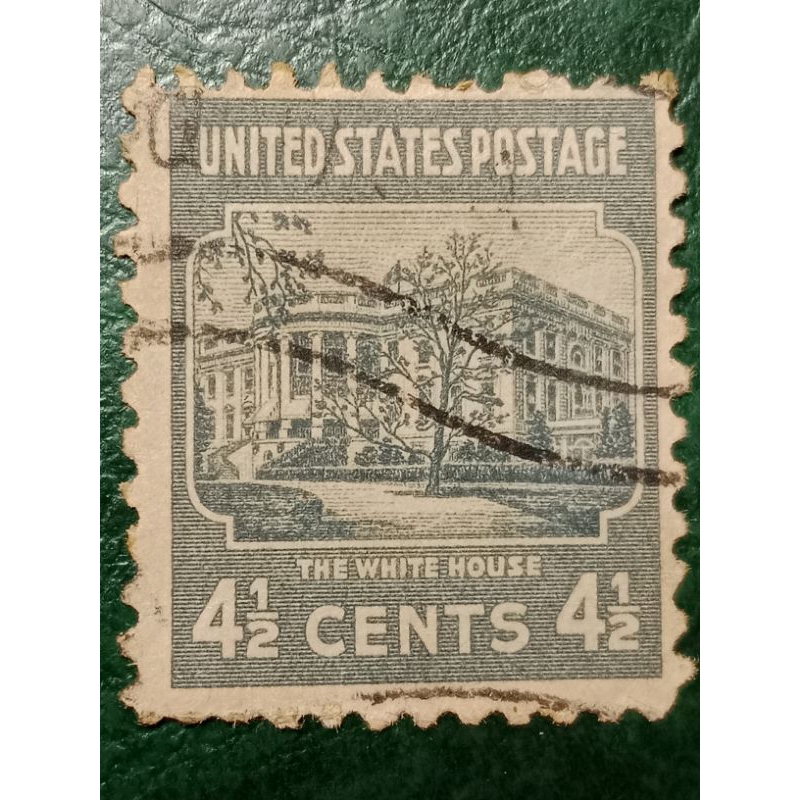 UNITED STATES POSTAGE
THE WHITE HOUSE
4½ CENTS 4½